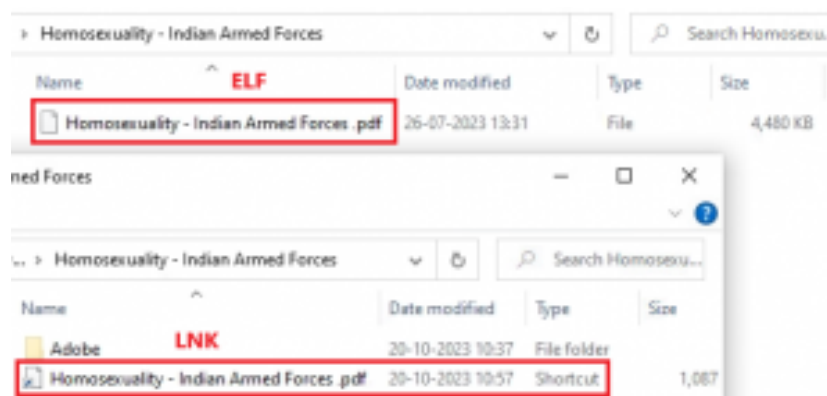 › Homosexuality - Indian Armed Forces Search Homosexu.
Name ELF Date modified Type Size
Homosexuality - Indian Armed Forces .pdf 26-07-2023 13:31 File 4,480 KB
ned Forces
?
... › Homosexuality - Indian Armed Forces Search Homosexu...
Name Date modified Type Size
LNK
Adobe 20-10-2023 10:37 File folder
Homosexuality - Indian Armed Forces .pdf 20-10-2023 10:57 Shortcut 1,087